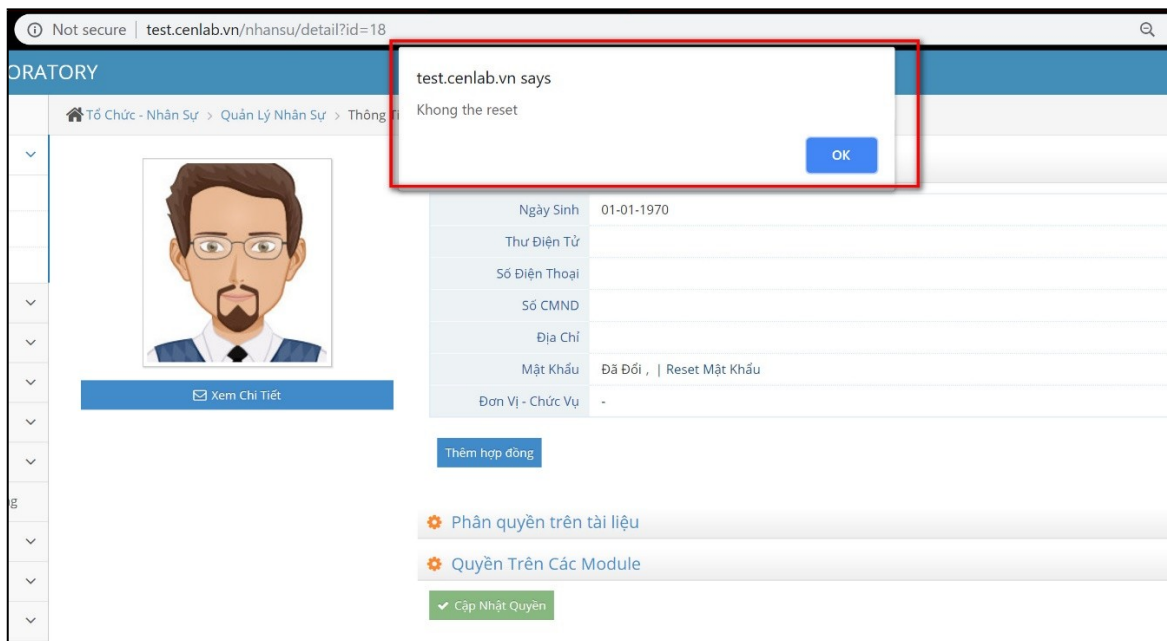 Not secure | test.cenlab.vn/nhansu/detail?id=18
ORATORY
test.cenlab.vn says
Khong the reset
OK
Tổ Chức - Nhân Sự > Quản Lý Nhân Sự > Thông
Ngày Sinh 01-01-1970
Thư Điện Tử
Số Điện Thoại
Số CMND
Địa Chỉ
Mật Khẩu Đã Đổi , | Reset Mật Khẩu
Đơn Vị - Chức Vụ -
Xem Chi Tiết
Thêm hợp đồng
Phân quyền trên tài liệu
Quyền Trên Các Module
Cập Nhật Quyền